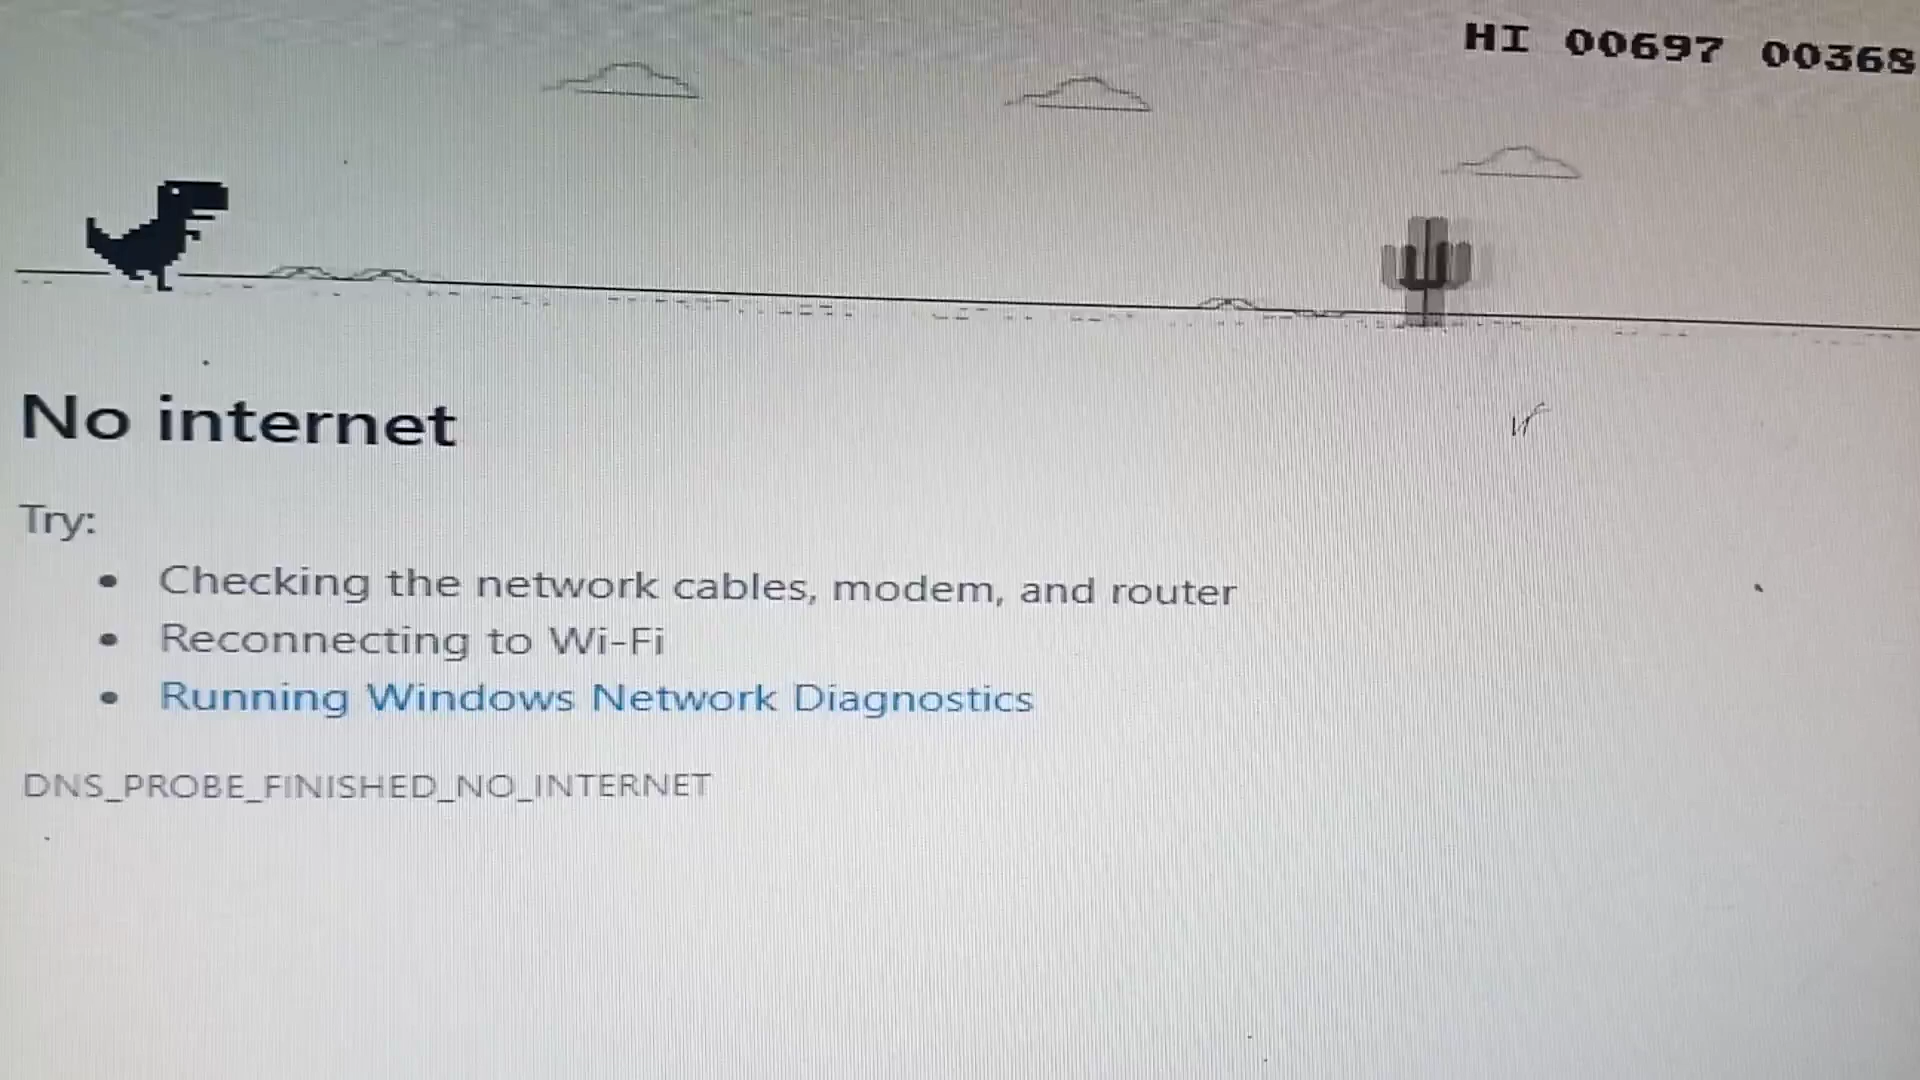 HI 00697 00368
No internet
Try:
• Checking the network cables, modem, and router
• Reconnecting to Wi-Fi
• Running Windows Network Diagnostics
DNS_PROBE_FINISHED_NO_INTERNET